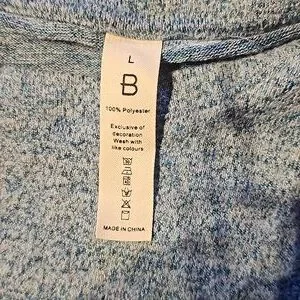 L
B
100% Polyester
Exclusive of
decoration
Wash with
like colours
MADE IN CHINA